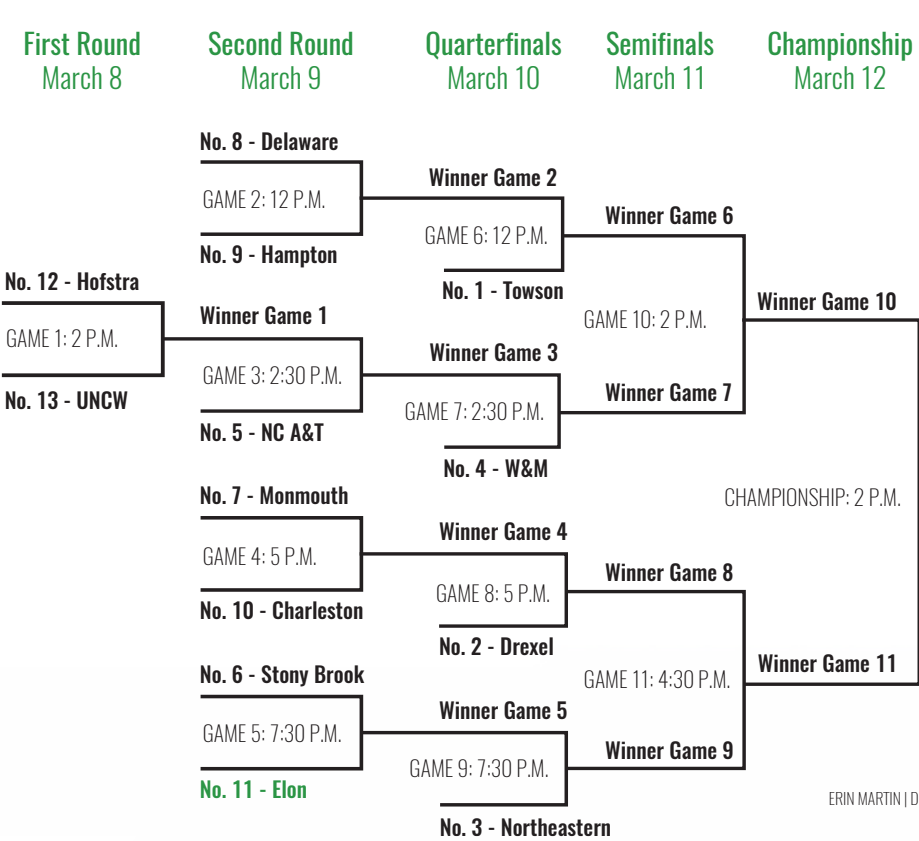 First Round
March 8
Second Round
March 9
Quarterfinals
March 10
Semifinals
March 11
Championship
March 12
No. 12 - Hofstra
GAME 1: 2 P.M.
No. 13 - UNCW
No. 8 - Delaware
GAME 2: 12 P.M.
No. 9 - Hampton
Winner Game 1
GAME 3: 2:30 P.M.
No. 5 - NC A&T
No. 7 - Monmouth
GAME 4: 5 P.M.
No. 10 - Charleston
No. 6 - Stony Brook
GAME 5: 7:30 P.M.
No. 11 - Elon
Winner Game 2
GAME 6: 12 P.M.
No. 1 - Towson
Winner Game 3
GAME 7: 2:30 P.M.
No. 4 - W&M
Winner Game 4
GAME 8: 5 P.M.
No. 2 - Drexel
Winner Game 5
GAME 9: 7:30 P.M.
No. 3 - Northeastern
Winner Game 6
GAME 10: 2 P.M.
Winner Game 7
Winner Game 8
GAME 11: 4:30 P.M.
Winner Game 9
Winner Game 10
CHAMPIONSHIP: 2 P.M.
Winner Game 11
ERIN MARTIN | D